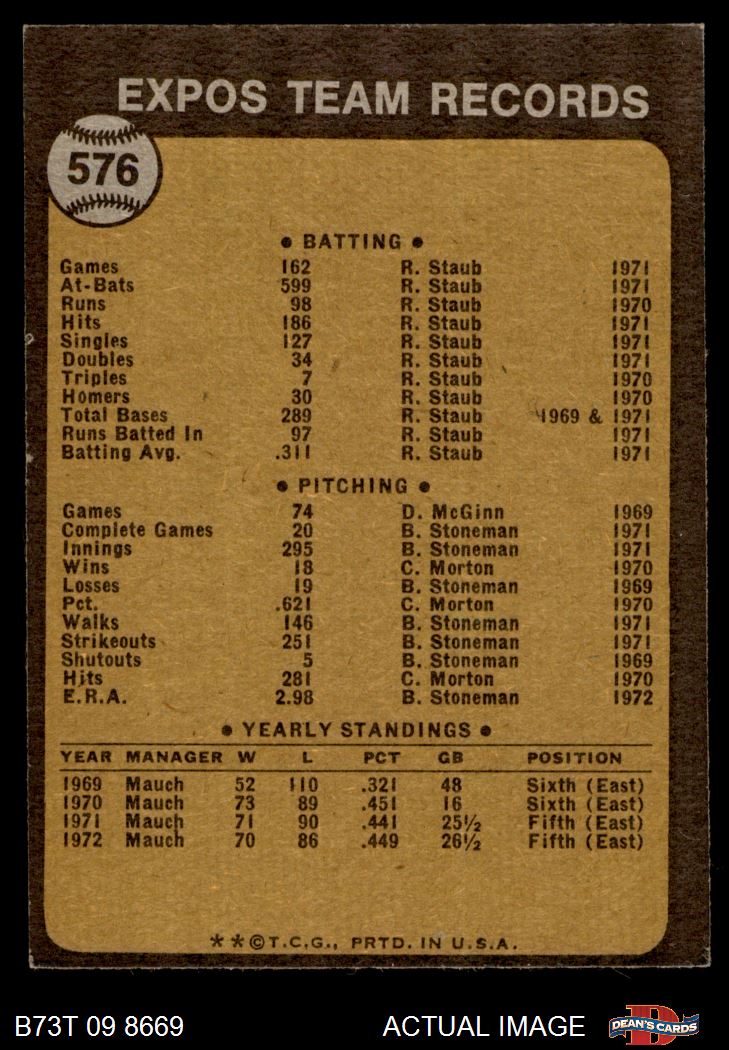 EXPOS TEAM RECORDS
576
• BATTING •
Games 162 R. Staub 1971
At-Bats 599 R. Staub 1971
Runs 98 R. Staub 1970
Hits 186 R. Staub 1971
Singles 127 R. Staub 1971
Doubles 34 R. Staub 1971
Triples 7 R. Staub 1970
Homers 30 R. Staub 1970
Total Bases 289 R. Staub 1969 & 1971
Runs Batted In 97 R. Staub 1971
Batting Avg. .311 R. Staub 1971
• PITCHING •
Games 74 D. McGinn 1969
Complete Games 20 B. Stoneman 1971
Innings 295 B. Stoneman 1971
Wins 18 C. Morton 1970
Losses 19 B. Stoneman 1969
Pct. .621 C. Morton 1970
Walks 146 B. Stoneman 1971
Strikeouts 251 B. Stoneman 1971
Shutouts 5 B. Stoneman 1969
Hits 281 C. Morton 1970
E.R.A. 2.98 B. Stoneman 1972
• YEARLY STANDINGS •
YEAR MANAGER W L PCT GB POSITION
1969 Mauch 52 110 .321 48 Sixth (East)
1970 Mauch 73 89 .451 16 Sixth (East)
1971 Mauch 71 90 .441 25½ Fifth (East)
1972 Mauch 70 86 .449 26½ Fifth (East)
**©T.C.G., PRTD. IN U.S.A.
B73T 09 8669 ACTUAL IMAGE DEAN'S CARDS